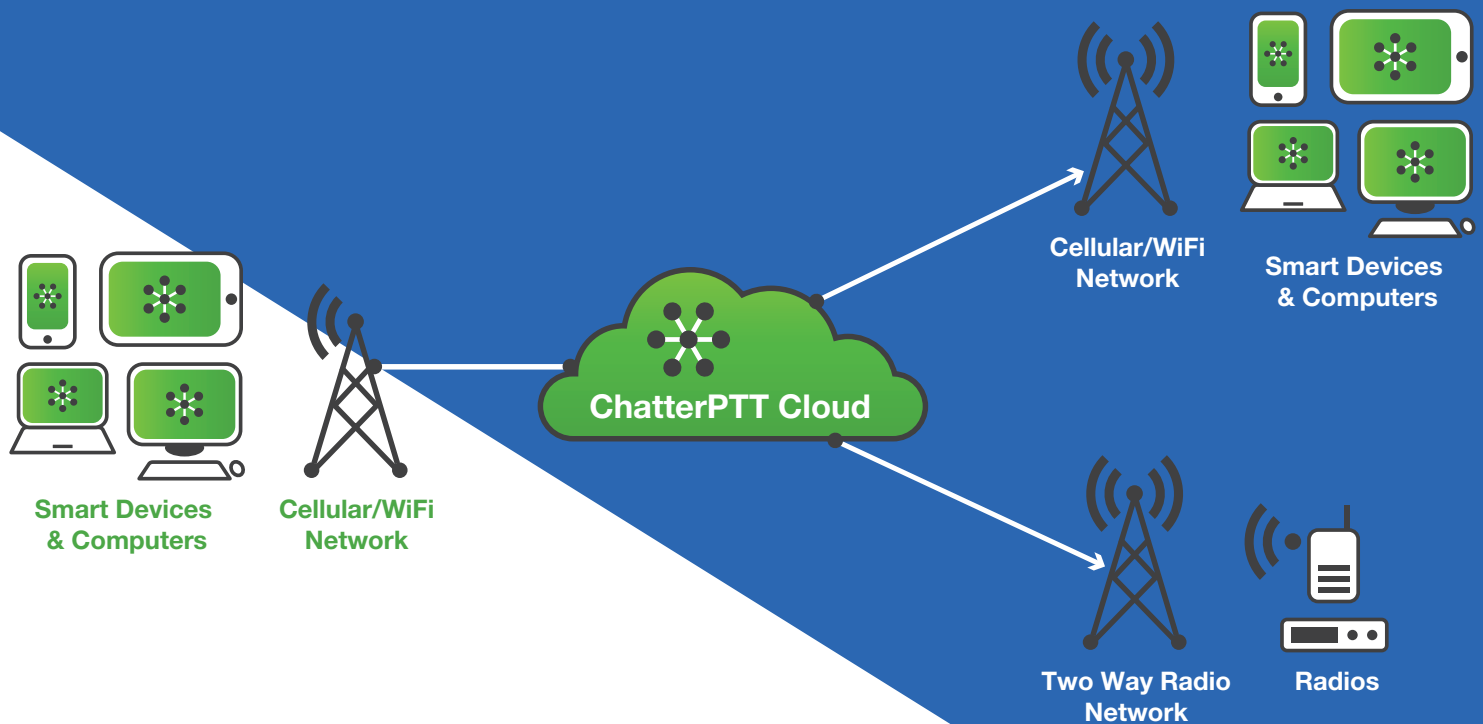 Smart Devices
& Computers
Cellular/WiFi
Network
ChatterPTT Cloud
Cellular/WiFi
Network
Smart Devices
& Computers
Two Way Radio
Network
Radios